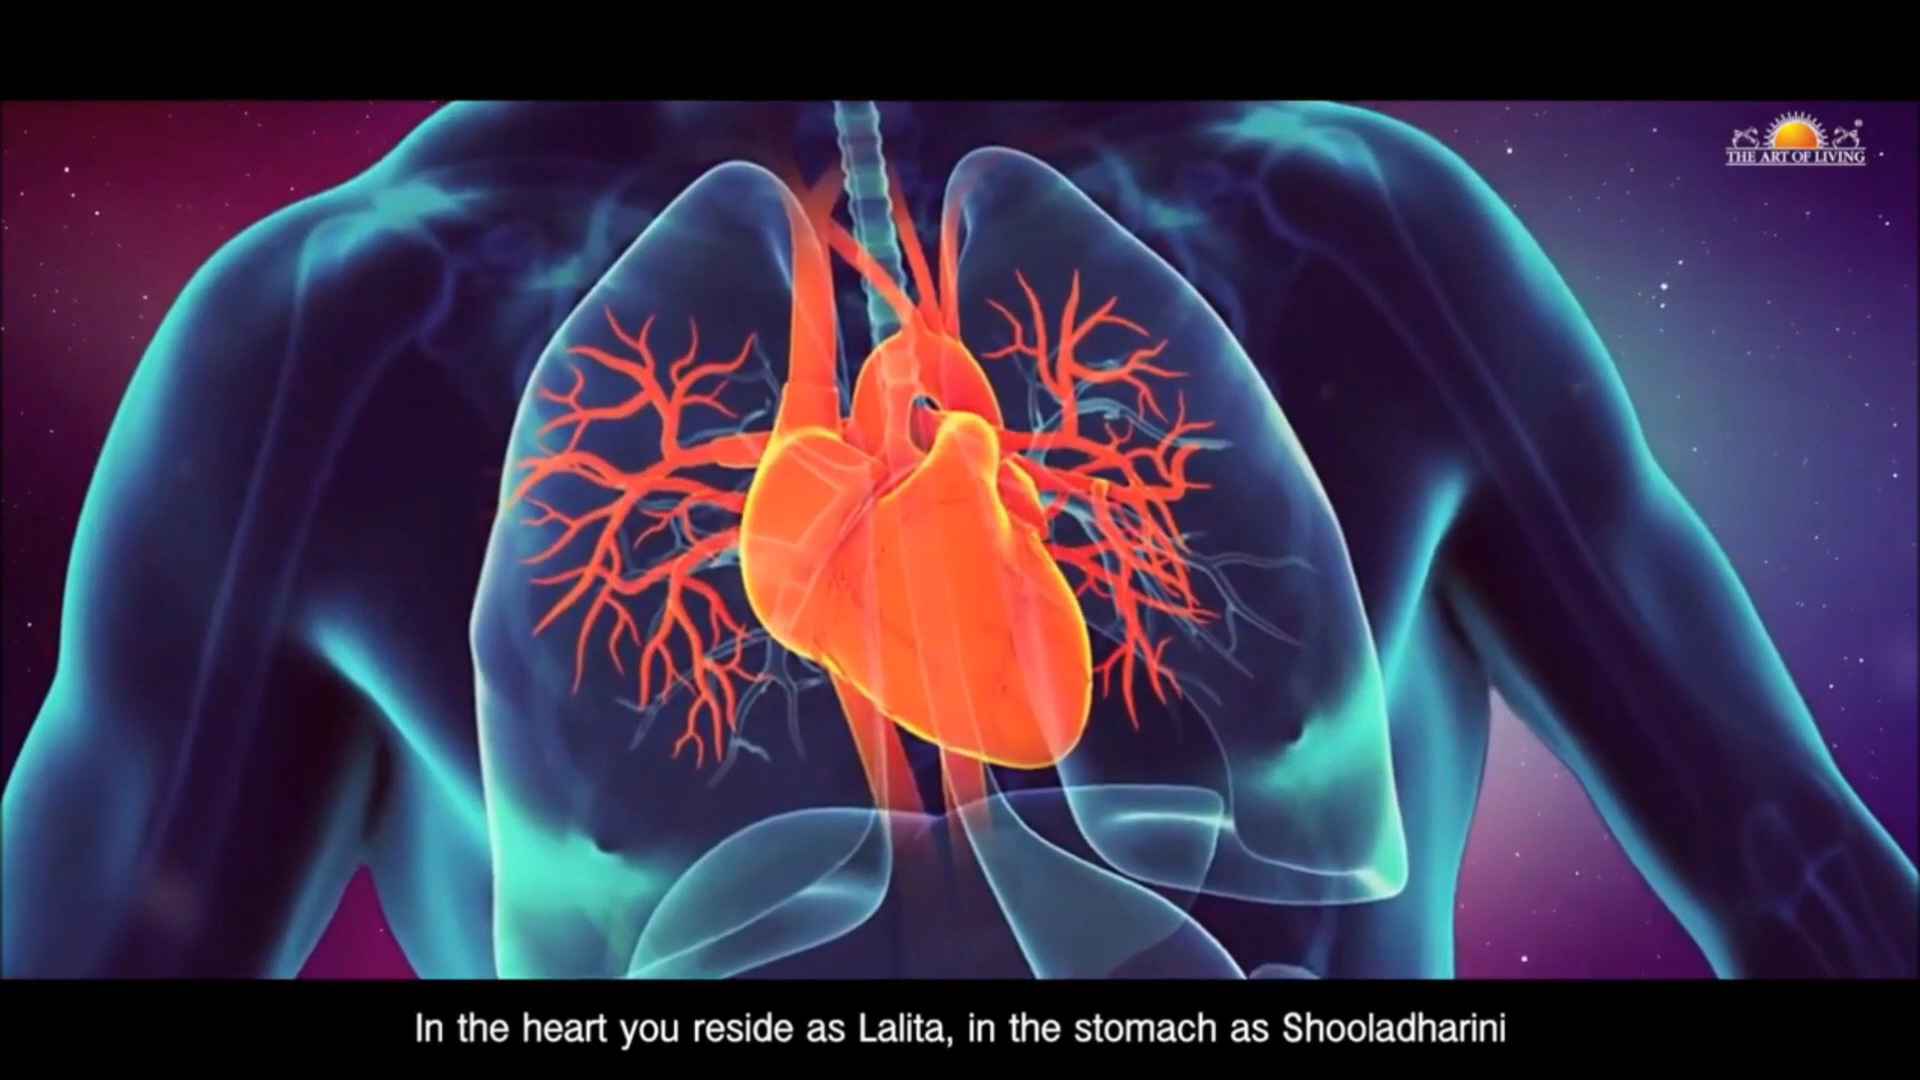 THE ART OF LIVING
In the heart you reside as Lalita, in the stomach as Shooladharini